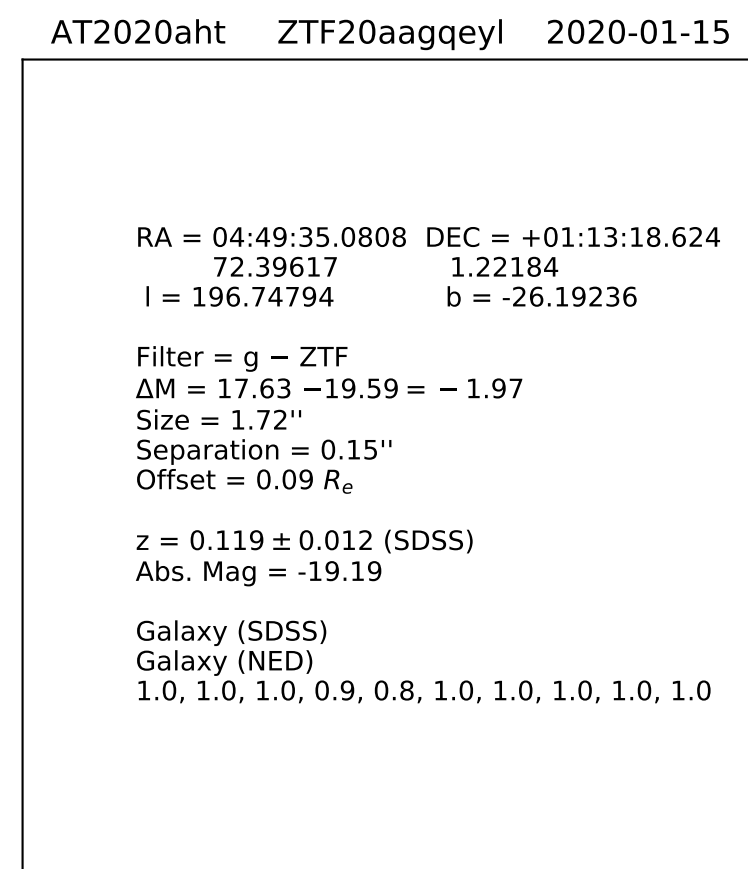 AT2020aht ZTF20aagqeyl 2020-01-15
RA = 04:49:35.0808 DEC = +01:13:18.624
72.39617 1.22184
l = 196.74794 b = -26.19236
Filter = g − ZTF
ΔM = 17.63 −19.59 = − 1.97
Size = 1.72''
Separation = 0.15''
Offset = 0.09 Rₑ
z = 0.119 ± 0.012 (SDSS)
Abs. Mag = -19.19
Galaxy (SDSS)
Galaxy (NED)
1.0, 1.0, 1.0, 0.9, 0.8, 1.0, 1.0, 1.0, 1.0, 1.0